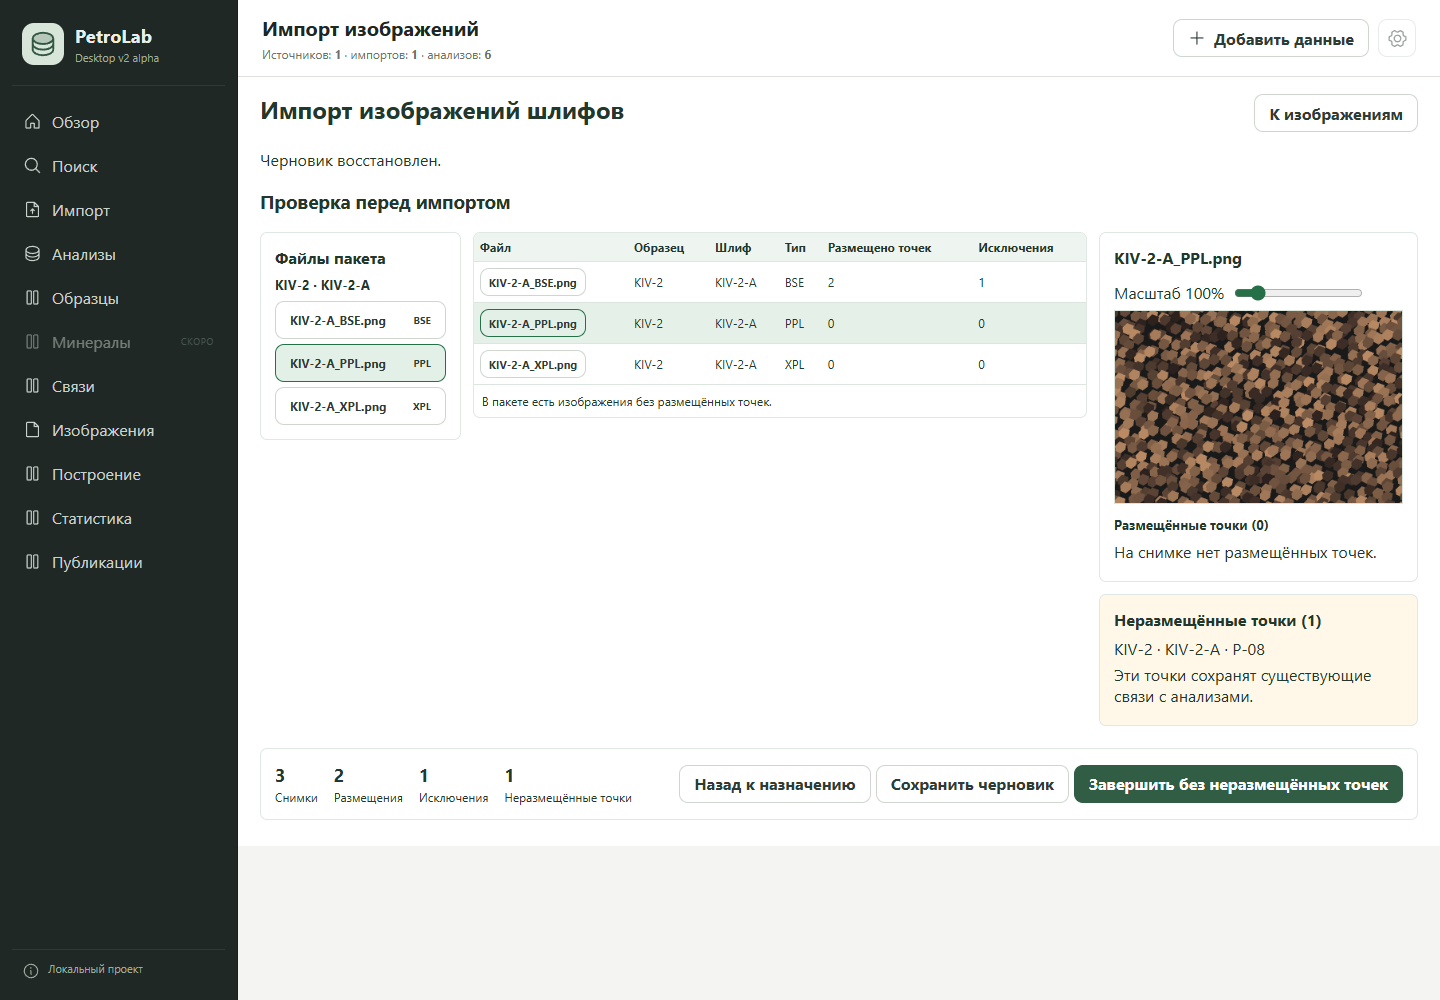 PetroLab
Desktop v2 alpha
Обзор
Поиск
Импорт
Анализы
Образцы
Минералы СКОРО
Связи
Изображения
Построение
Статистика
Публикации
Локальный проект
Импорт изображений
Источников: 1 · импортов: 1 · анализов: 6
Добавить данные
Импорт изображений шлифов
К изображениям
Черновик восстановлен.
Проверка перед импортом
Файлы пакета
KIV-2 · KIV-2-A
KIV-2-A_BSE.png BSE
KIV-2-A_PPL.png PPL
KIV-2-A_XPL.png XPL
Файл Образец Шлиф Тип Размещено точек Исключения
KIV-2-A_BSE.png KIV-2 KIV-2-A BSE 2 1
KIV-2-A_PPL.png KIV-2 KIV-2-A PPL 0 0
KIV-2-A_XPL.png KIV-2 KIV-2-A XPL 0 0
В пакете есть изображения без размещённых точек.
KIV-2-A_PPL.png
Масштаб 100%
Размещённые точки (0)
На снимке нет размещённых точек.
Неразмещённые точки (1)
KIV-2 · KIV-2-A · P-08
Эти точки сохранят существующие
связи с анализами.
3 2 1 1
Снимки Размещения Исключения Неразмещённые точки
Назад к назначению Сохранить черновик Завершить без неразмещённых точек